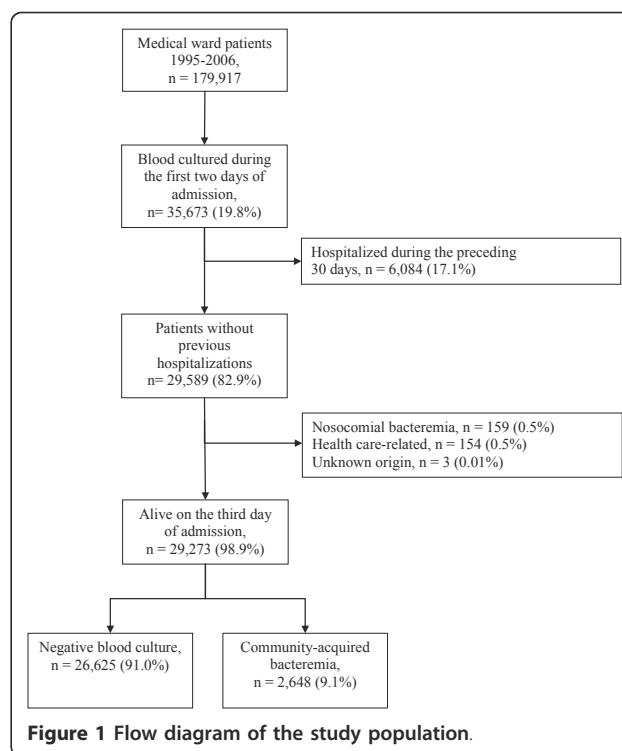 Medical ward patients
1995-2006,
n = 179,917
Blood cultured during
the first two days of
admission,
n= 35,673 (19.8%)
Hospitalized during the preceding
30 days, n = 6,084 (17.1%)
Patients without
previous
hospitalizations
n= 29,589 (82.9%)
Nosocomial bacteremia, n = 159 (0.5%)
Health care-related, n = 154 (0.5%)
Unknown origin, n = 3 (0.01%)
Alive on the third day
of admission,
n = 29,273 (98.9%)
Negative blood culture,
n = 26,625 (91.0%)
Community-acquired
bacteremia,
n = 2,648 (9.1%)
Figure 1 Flow diagram of the study population.